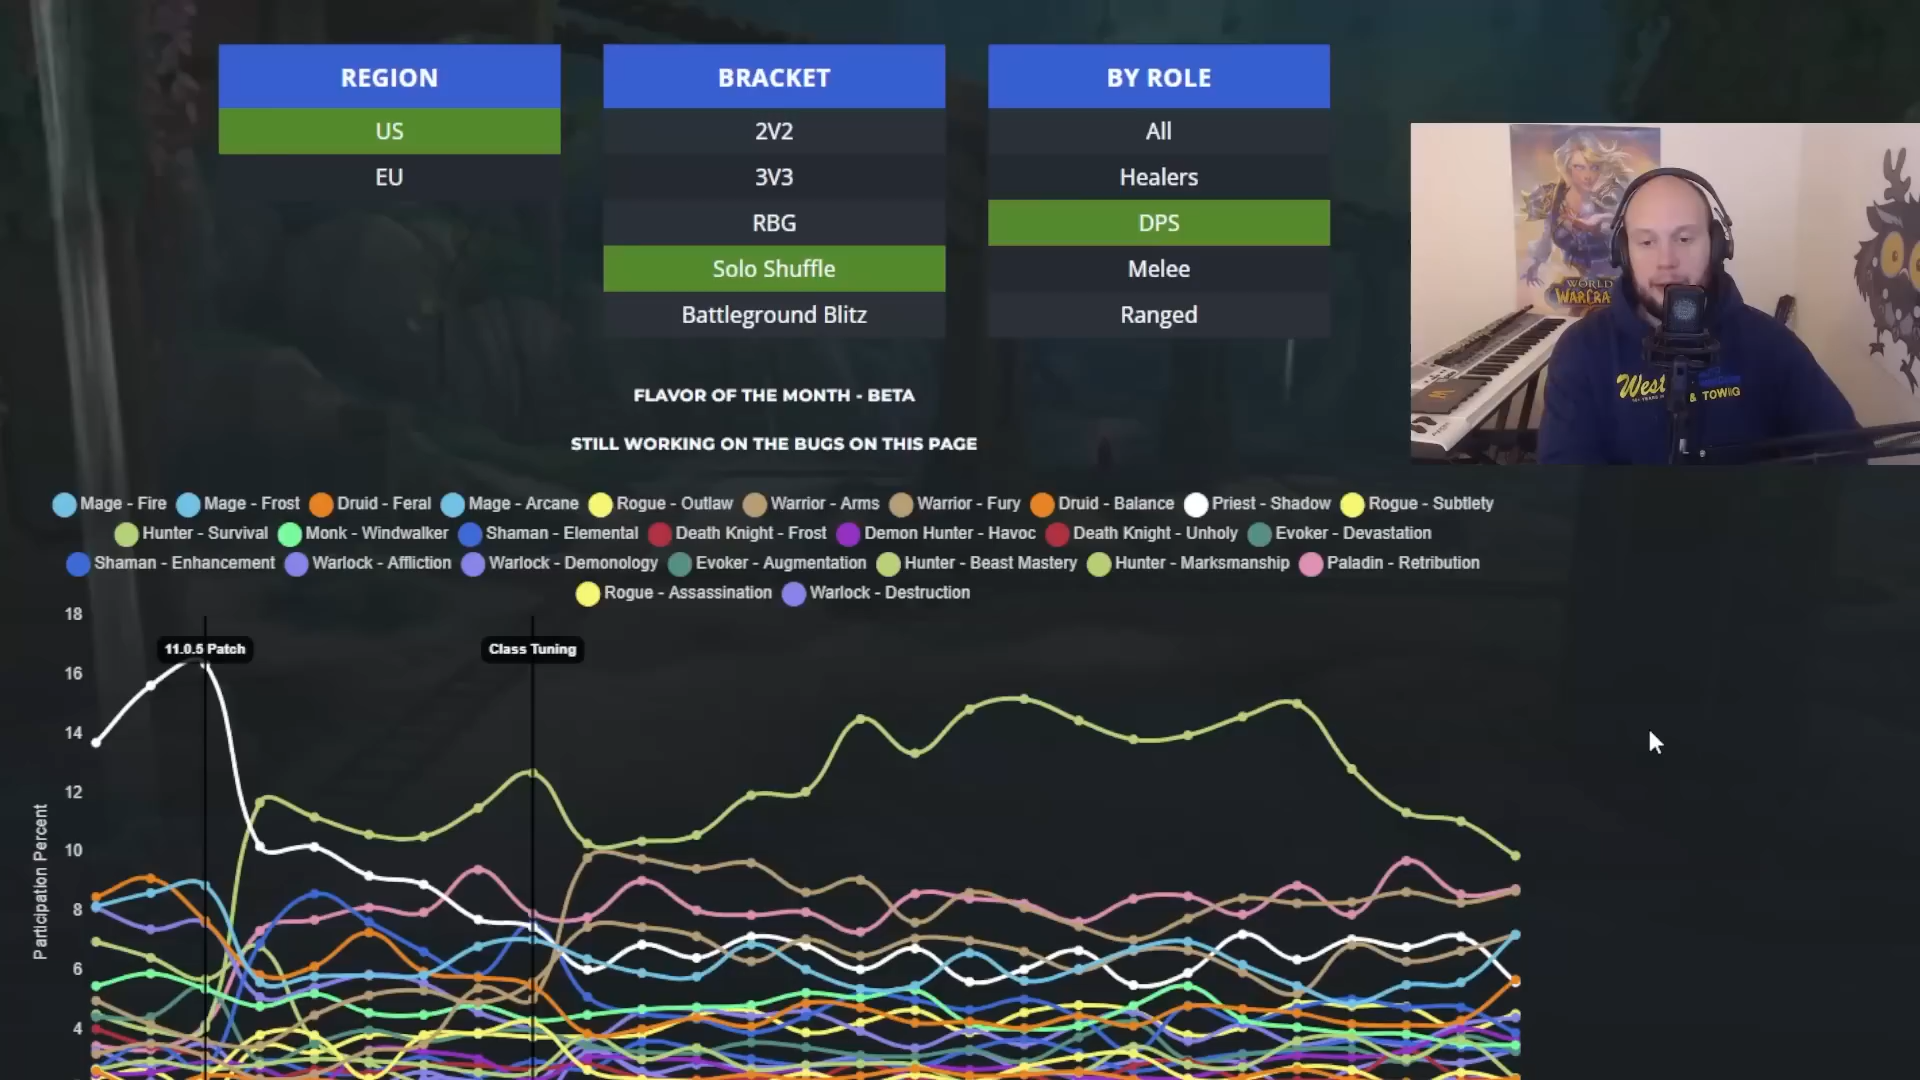 REGION
US
EU
BRACKET
2V2
3V3
RBG
Solo Shuffle
Battleground Blitz
BY ROLE
All
Healers
DPS
Melee
Ranged
WORLD
WARCRA
West
& TOWING
FLAVOR OF THE MONTH - BETA
STILL WORKING ON THE BUGS ON THIS PAGE
Mage - Fire Mage - Frost Druid - Feral Mage - Arcane Rogue - Outlaw Warrior - Arms Warrior - Fury Druid - Balance Priest - Shadow Rogue - Subtlety
Hunter - Survival Monk - Windwalker Shaman - Elemental Death Knight - Frost Demon Hunter - Havoc Death Knight - Unholy Evoker - Devastation
Shaman - Enhancement Warlock - Affliction Warlock - Demonology Evoker - Augmentation Hunter - Beast Mastery Hunter - Marksmanship Paladin - Retribution
Rogue - Assassination Warlock - Destruction
11.0.5 Patch
Class Tuning
Participation Percent
18
16
14
12
10
8
6
4